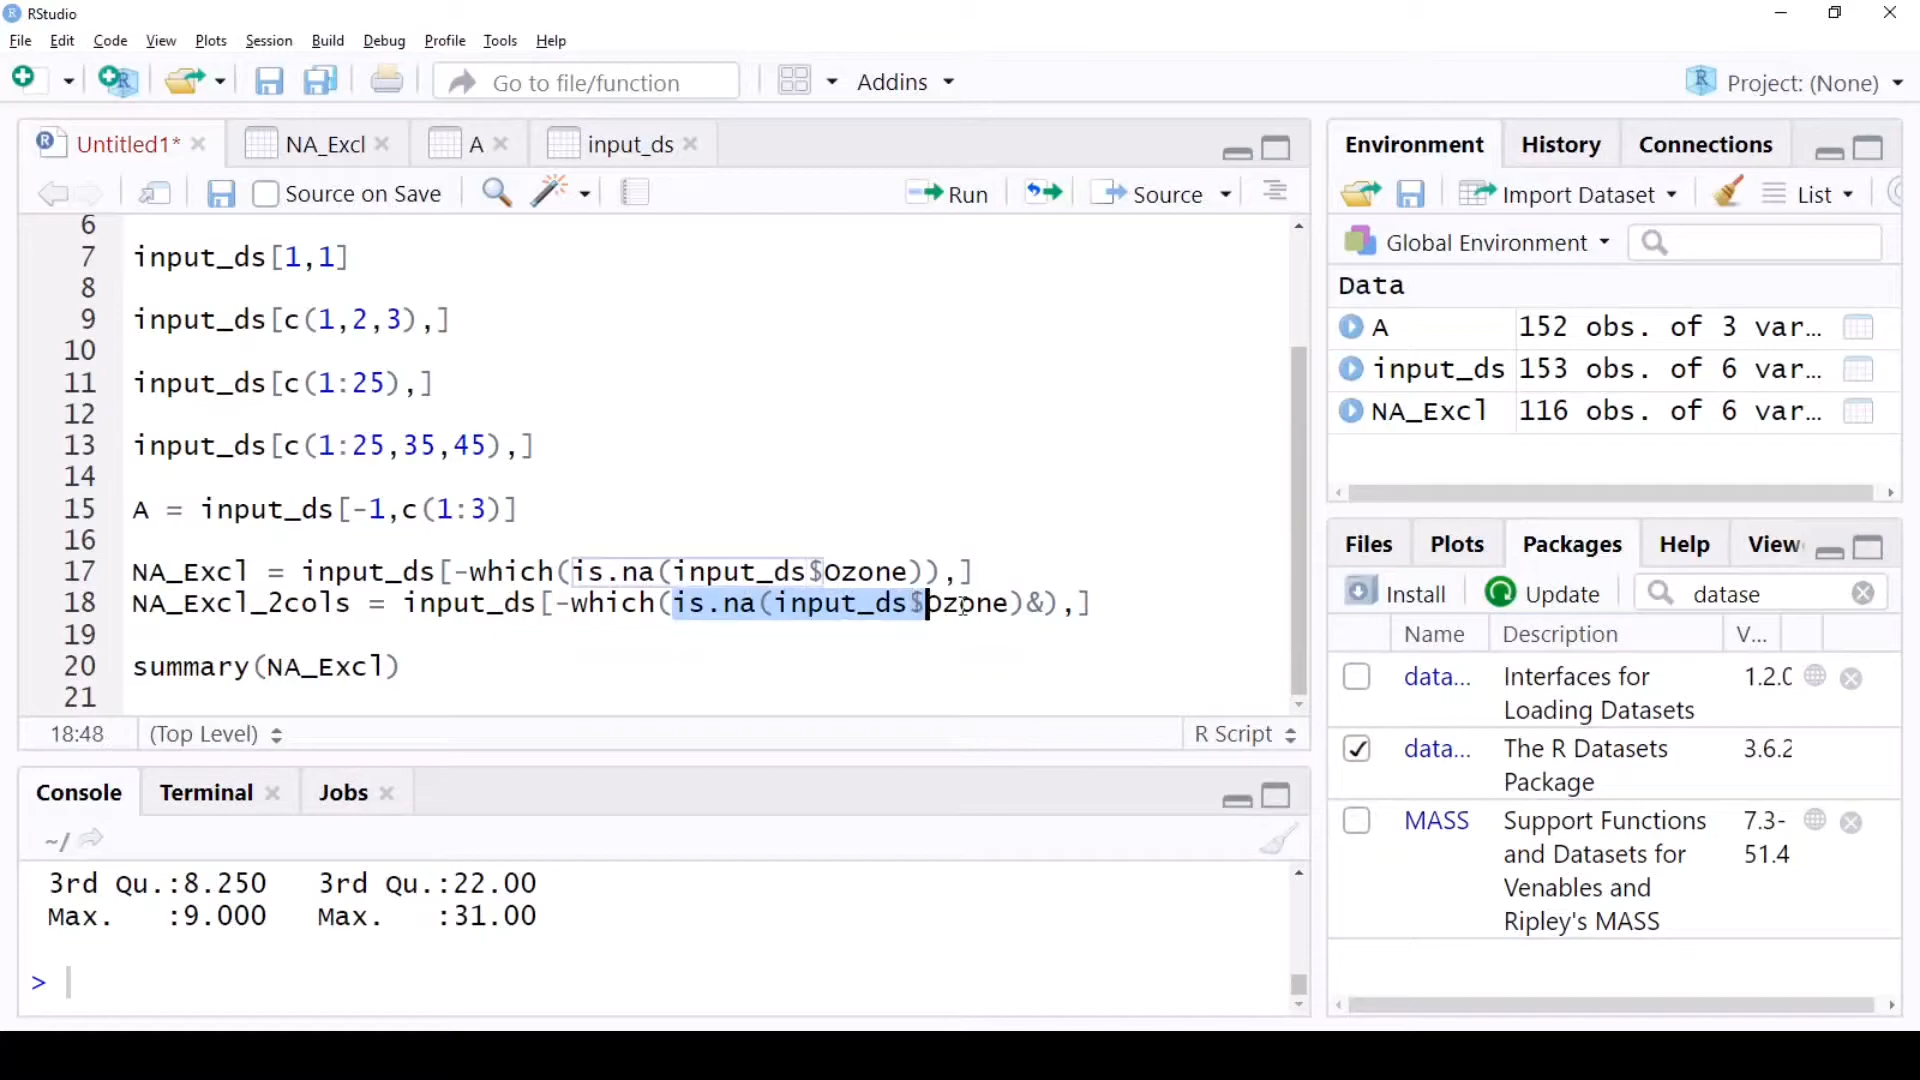 RStudio
File Edit Code View Plots Session Build Debug Profile Tools Help
Go to file/function Addins Project: (None)
Untitled1* NA_Excl A input_ds
Source on Save Run Source
6
7 input_ds[1,1]
8
9 input_ds[c(1,2,3),]
10
11 input_ds[c(1:25),]
12
13 input_ds[c(1:25,35,45),]
14
15 A = input_ds[-1,c(1:3)]
16
17 NA_Excl = input_ds[-which(is.na(input_ds$Ozone)),]
18 NA_Excl_2cols = input_ds[-which(is.na(input_ds$Ozone)&),]
19
20 summary(NA_Excl)
21
18:48 (Top Level) R Script
Console Terminal Jobs
~/
3rd Qu.:8.250 3rd Qu.:22.00
Max. :9.000 Max. :31.00
>
Environment History Connections
Import Dataset List
Global Environment
Data
A 152 obs. of 3 var…
input_ds 153 obs. of 6 var…
NA_Excl 116 obs. of 6 var…
Files Plots Packages Help View
Install Update datase
Name Description V...
data... Interfaces for 1.2.0
Loading Datasets
data... The R Datasets 3.6.2
Package
MASS Support Functions 7.3-
and Datasets for 51.4
Venables and
Ripley's MASS